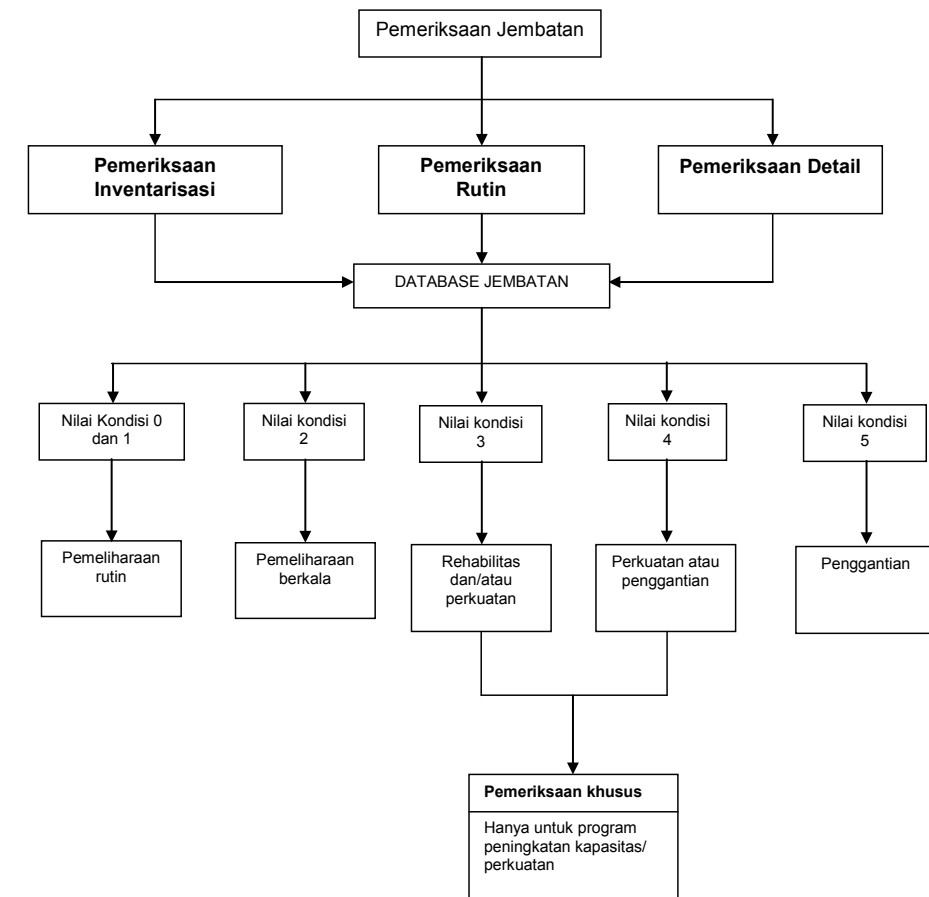 Pemeriksaan Jembatan
Pemeriksaan
Inventarisasi
Pemeriksaan
Rutin
Pemeriksaan Detail
DATABASE JEMBATAN
Nilai Kondisi 0
dan 1
Nilai kondisi
2
Nilai kondisi
3
Nilai kondisi
4
Nilai kondisi
5
Pemeliharaan
rutin
Pemeliharaan
berkala
Rehabilitas
dan/atau
perkuatan
Perkuatan atau
penggantian
Penggantian
Pemeriksaan khusus
Hanya untuk program
peningkatan kapasitas/
perkuatan